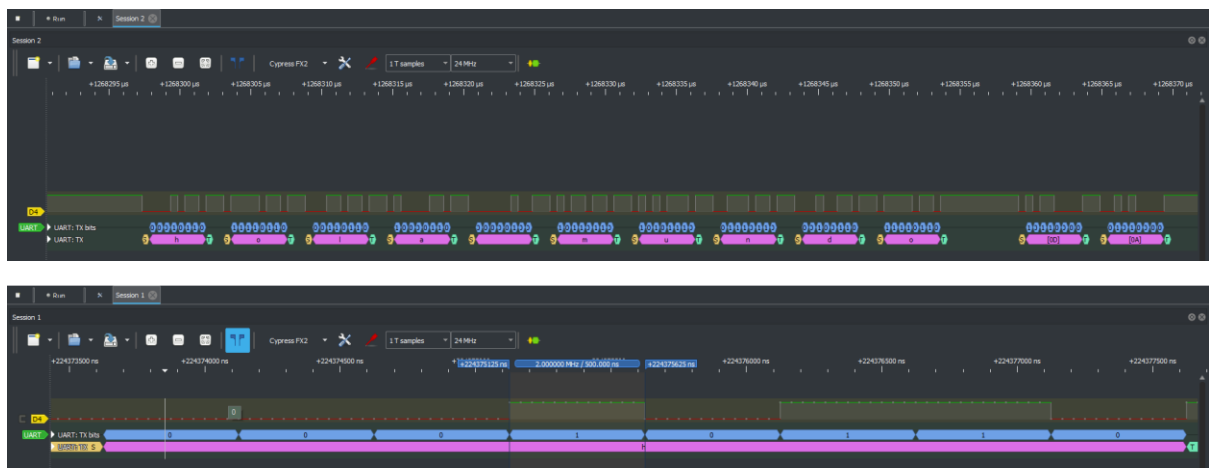 Run Session 2
Session 2
Cypress FX2 1 T samples 24 MHz
+1268295 µs +1268300 µs +1268305 µs +1268310 µs +1268315 µs +1268320 µs +1268325 µs +1268330 µs +1268335 µs +1268340 µs +1268345 µs +1268350 µs +1268355 µs +1268360 µs +1268365 µs +1268370 µs
D4
UART UART: TX bits
UART: TX S h T S o T S l T S a T S T S m T S u T S n T S d T S o T S [0D] T S [0A] T
Run Session 1
Session 1
Cypress FX2 1 T samples 24 MHz
+224373500 ns +224374000 ns +224374500 ns +224375125 ns 2.000000 MHz / 500.000 ns +224375625 ns +224376000 ns +224376500 ns +224377000 ns +224377500 ns
0
D4
UART UART: TX bits 0 0 0 1 0 1 1 0
S T